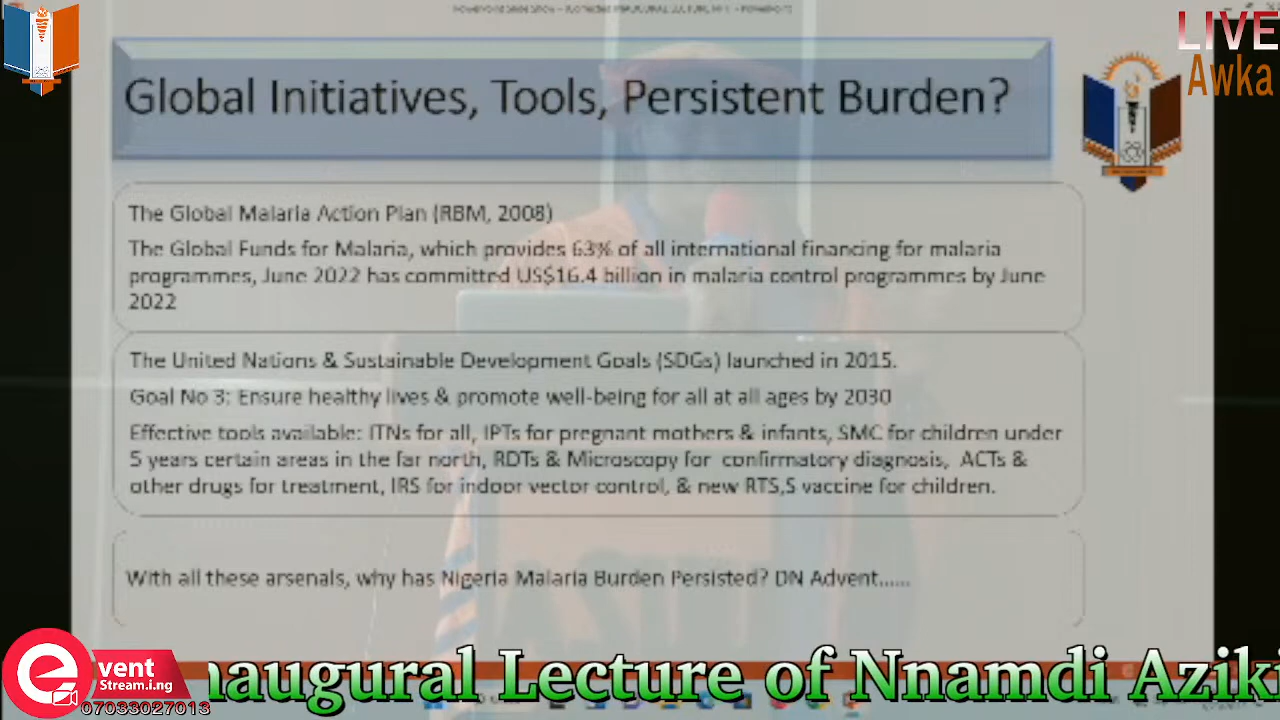 LIVE
Awka
Global Initiatives, Tools, Persistent Burden?
The Global Malaria Action Plan (RBM, 2008)
The Global Funds for Malaria, which provides 63% of all international financing for malaria
programmes, June 2022 has committed US$16.4 billion in malaria control programmes by June
2022
The United Nations & Sustainable Development Goals (SDGs) launched in 2015.
Goal No 3: Ensure healthy lives & promote well-being for all at all ages by 2030
Effective tools available: ITNs for all, IPTs for pregnant mothers & infants, SMC for children under
5 years certain areas in the far north, RDTs & Microscopy for confirmatory diagnosis, ACTs &
other drugs for treatment, IRS for indoor vector control, & new RTS,S vaccine for children.
With all these arsenals, why has Nigeria Malaria Burden Persisted? DN Advent......
event
Stream.i.ng
07033027013
naugural Lecture of Nnamdi Aziki